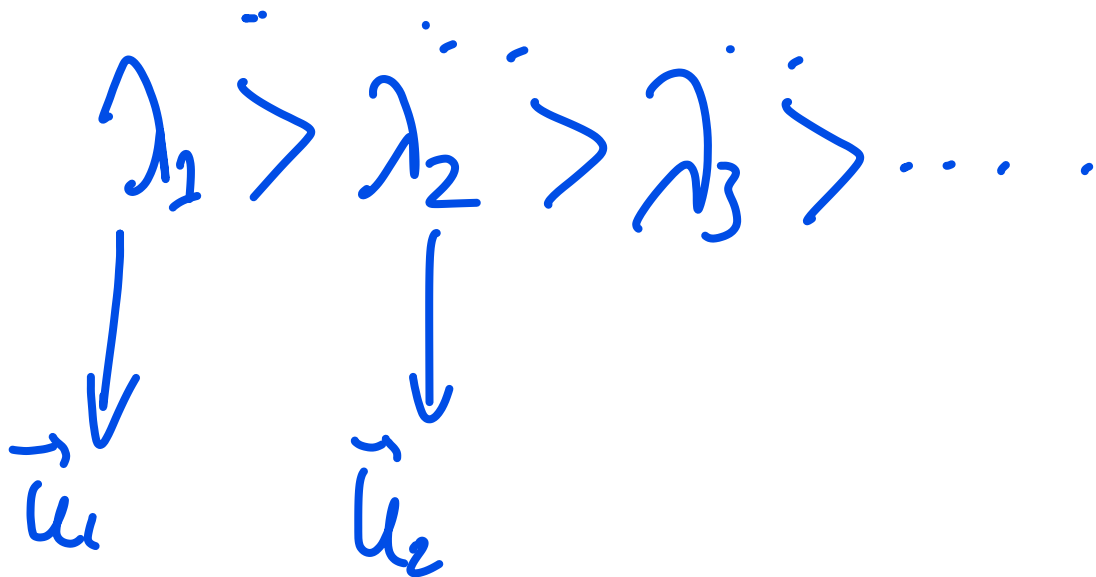 λ₁ > λ₂ > λ₃ > .....
u⃗₁ u⃗₂